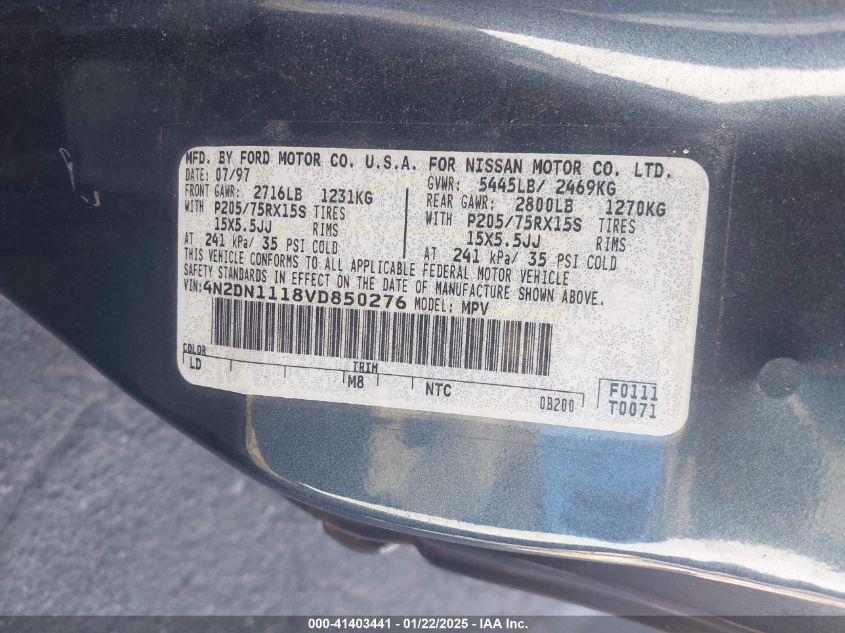 MFD. BY FORD MOTOR CO. U.S.A. FOR NISSAN MOTOR CO. LTD.
DATE: 07/97 GVWR: 5445LB/ 2469KG
FRONT GAWR: 2716LB 1231KG REAR GAWR: 2800LB 1270KG
WITH P205/75RX15S TIRES WITH P205/75RX15S TIRES
15X5.5JJ RIMS 15X5.5JJ RIMS
AT 241 kPa/ 35 PSI COLD AT 241 kPa/ 35 PSI COLD
THIS VEHICLE CONFORMS TO ALL APPLICABLE FEDERAL MOTOR VEHICLE
SAFETY STANDARDS IN EFFECT ON THE DATE OF MANUFACTURE SHOWN ABOVE.
VIN: 4N2DN1118VD850276 MODEL: MPV
COLOR TRIM
LD M8 NTC 0B200
F0111
T0071
000-41403441 - 01/22/2025 - IAA Inc.